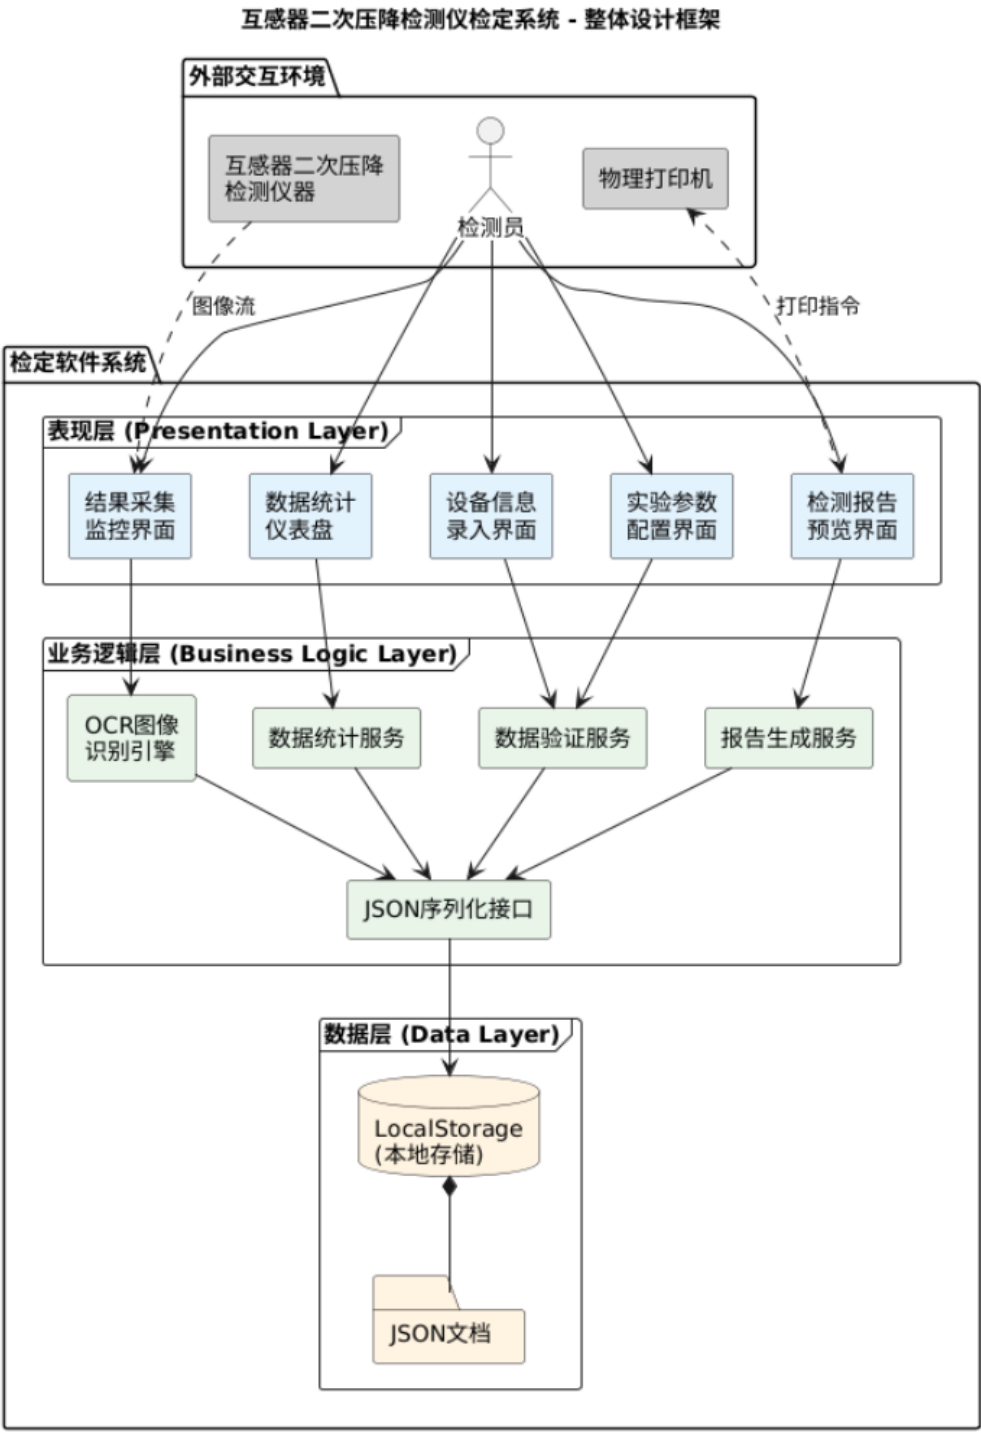 互感器二次压降检测仪检定系统 - 整体设计框架
外部交互环境
互感器二次压降
检测仪器
检测员
物理打印机
图像流
打印指令
检定软件系统
表现层 (Presentation Layer)
结果采集
监控界面
数据统计
仪表盘
设备信息
录入界面
实验参数
配置界面
检测报告
预览界面
业务逻辑层 (Business Logic Layer)
OCR图像
识别引擎
数据统计服务
数据验证服务
报告生成服务
JSON序列化接口
数据层 (Data Layer)
LocalStorage
(本地存储)
JSON文档